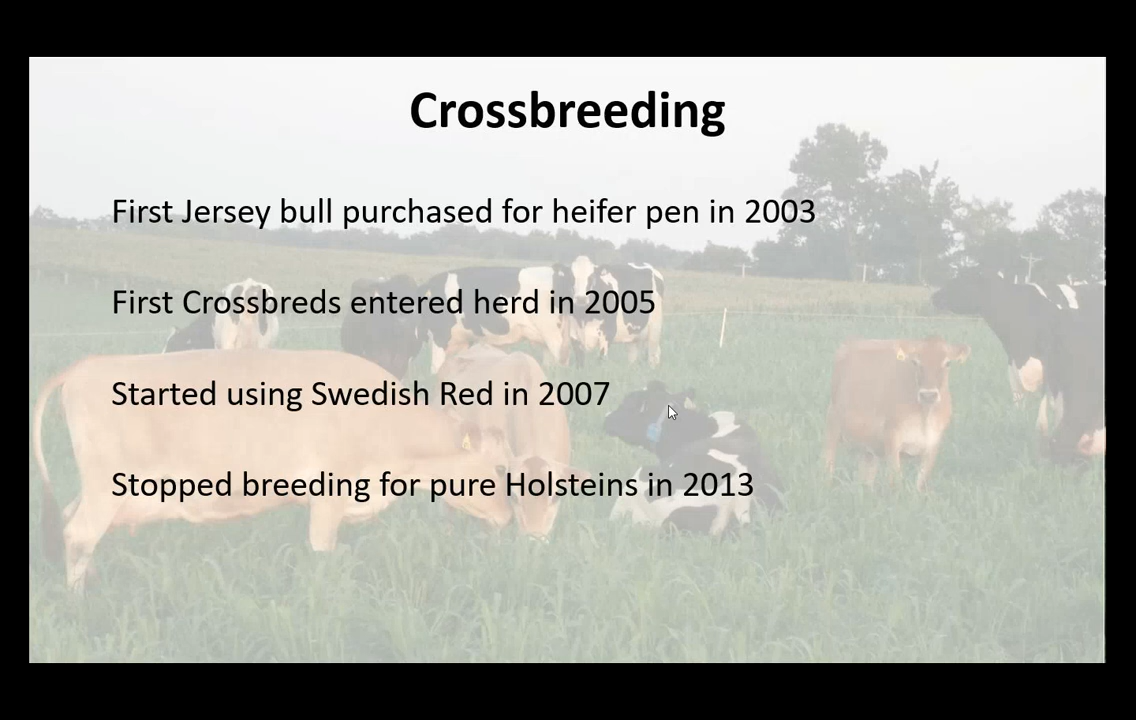 Crossbreeding
First Jersey bull purchased for heifer pen in 2003
First Crossbreds entered herd in 2005
Started using Swedish Red in 2007
Stopped breeding for pure Holsteins in 2013